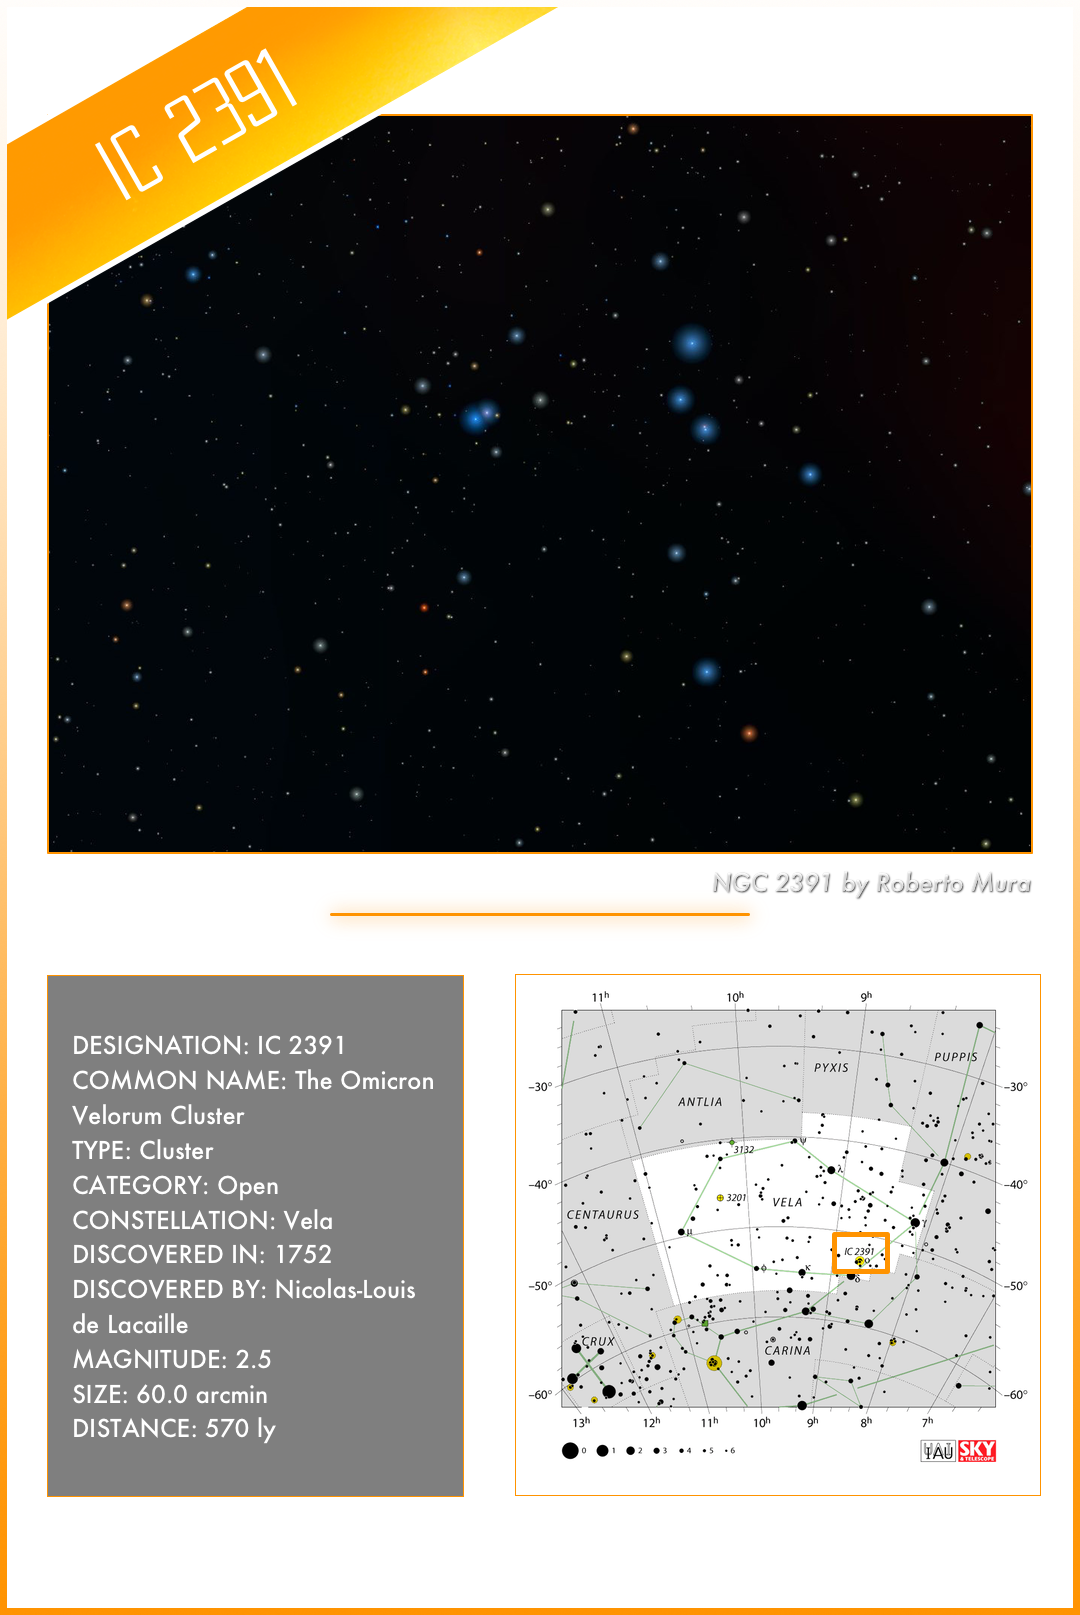 IC 2391
NGC 2391 by Roberto Mura
DESIGNATION: IC 2391
COMMON NAME: The Omicron
Velorum Cluster
TYPE: Cluster
CATEGORY: Open
CONSTELLATION: Vela
DISCOVERED IN: 1752
DISCOVERED BY: Nicolas-Louis
de Lacaille
MAGNITUDE: 2.5
SIZE: 60.0 arcmin
DISTANCE: 570 ly
11h 10h 9h
PUPPIS
PYXIS
-30° -30°
ANTLIA
ψ
3132
λ
-40° -40°
3201
VELA
CENTAURUS
γ
μ
IC 2391
ο
φ κ
δ
-50° -50°
CRUX
CARINA
-60° -60°
13h 12h 11h 10h 9h 8h 7h
0 1 2 3 4 5 6
IAU
SKY
& TELESCOPE